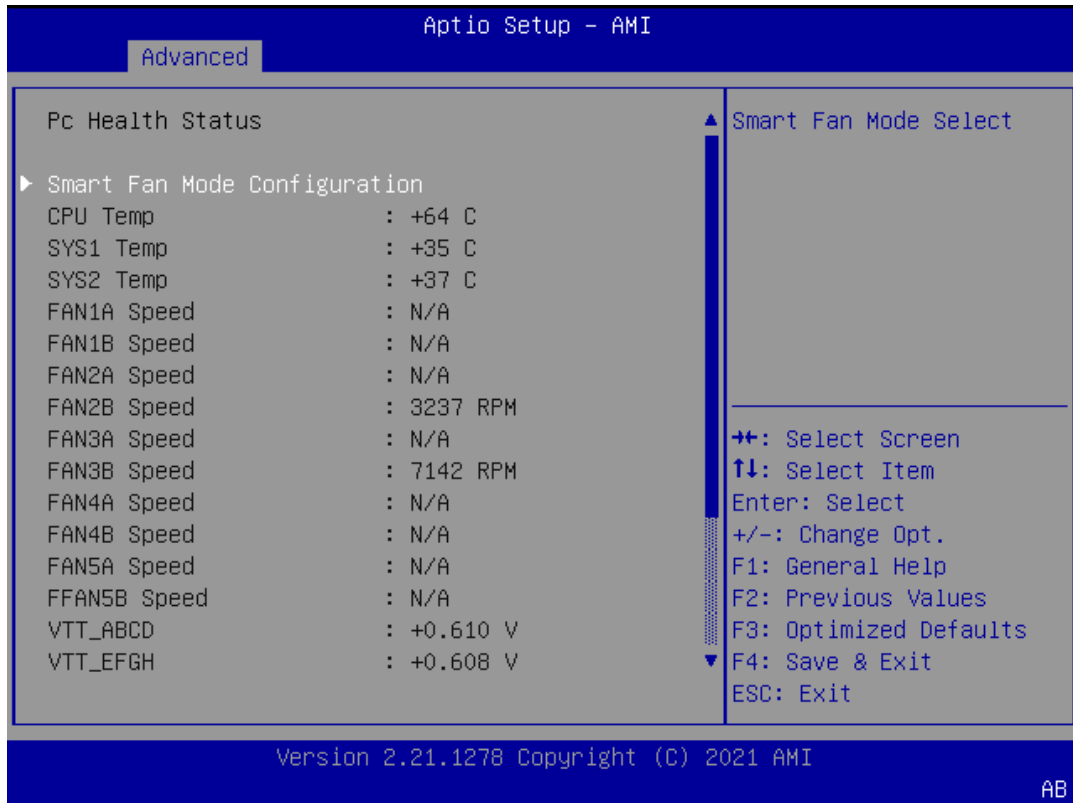 Aptio Setup – AMI
Advanced
Pc Health Status
Smart Fan Mode Configuration
CPU Temp : +64 C
SYS1 Temp : +35 C
SYS2 Temp : +37 C
FAN1A Speed : N/A
FAN1B Speed : N/A
FAN2A Speed : N/A
FAN2B Speed : 3237 RPM
FAN3A Speed : N/A
FAN3B Speed : 7142 RPM
FAN4A Speed : N/A
FAN4B Speed : N/A
FAN5A Speed : N/A
FFAN5B Speed : N/A
VTT_ABCD : +0.610 V
VTT_EFGH : +0.608 V
Smart Fan Mode Select
→←: Select Screen
↑↓: Select Item
Enter: Select
+/-: Change Opt.
F1: General Help
F2: Previous Values
F3: Optimized Defaults
F4: Save & Exit
ESC: Exit
Version 2.21.1278 Copyright (C) 2021 AMI
AB